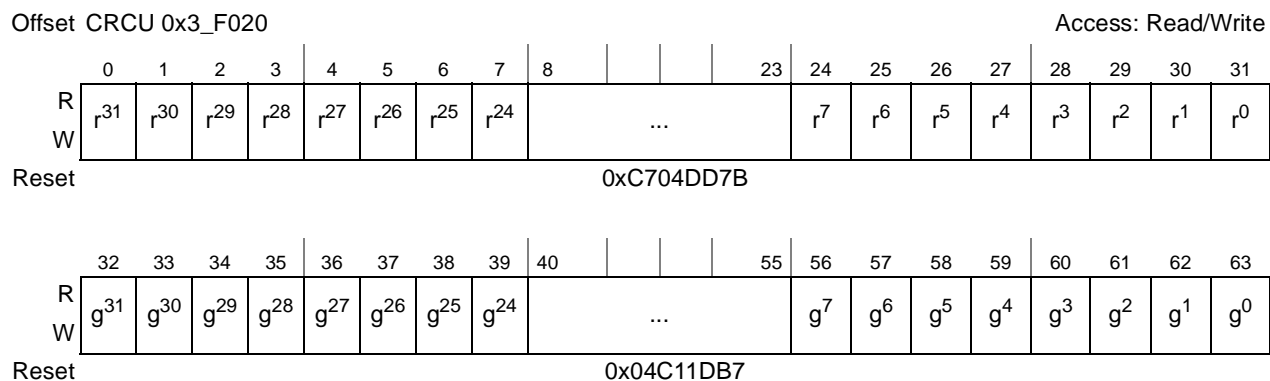 Offset CRCU 0x3_F020 Access: Read/Write
0 1 2 3 4 5 6 7 8 23 24 25 26 27 28 29 30 31
R
r31 r30 r29 r28 r27 r26 r25 r24 ... r7 r6 r5 r4 r3 r2 r1 r0
W
Reset 0xC704DD7B
32 33 34 35 36 37 38 39 40 55 56 57 58 59 60 61 62 63
R
g31 g30 g29 g28 g27 g26 g25 g24 ... g7 g6 g5 g4 g3 g2 g1 g0
W
Reset 0x04C11DB7